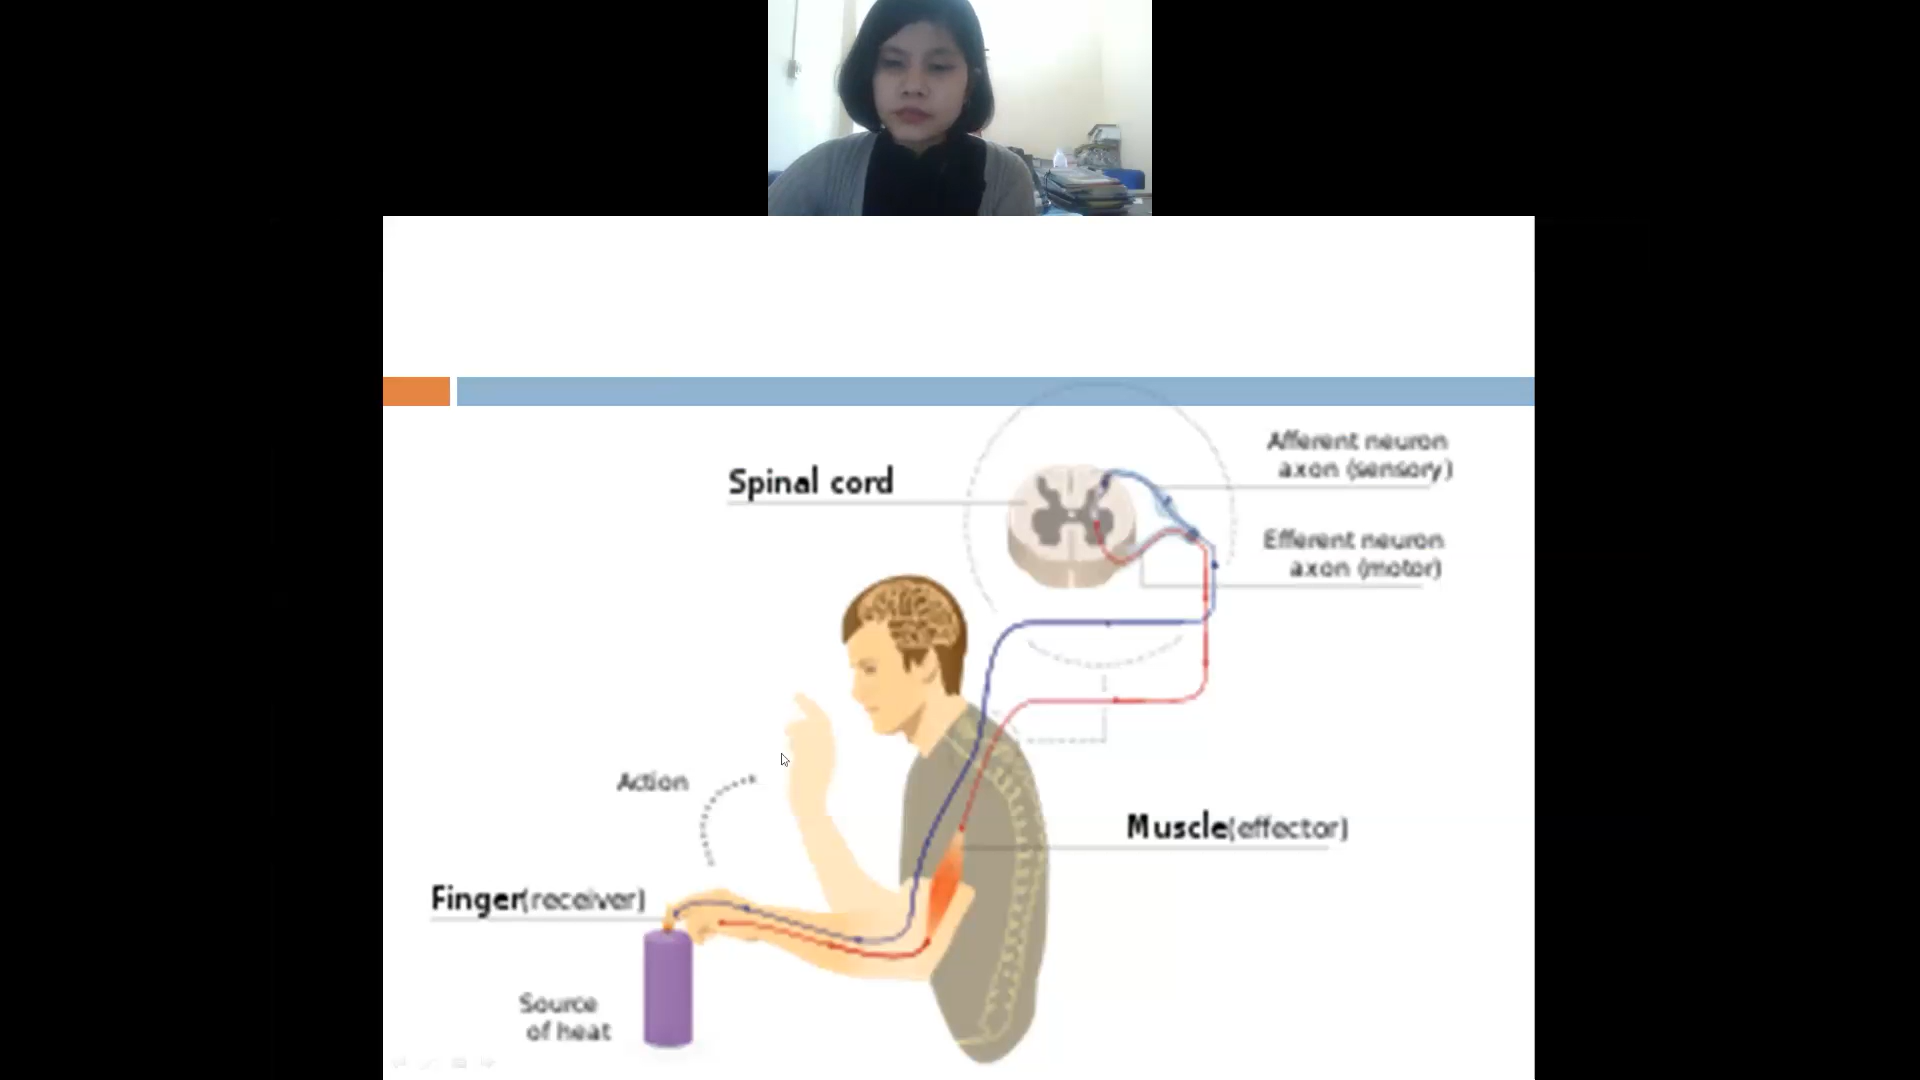 Spinal cord
Afferent neuron
axon (sensory)
Efferent neuron
axon (motor)
Action
Muscle(effector)
Finger(receiver)
Source
of heat